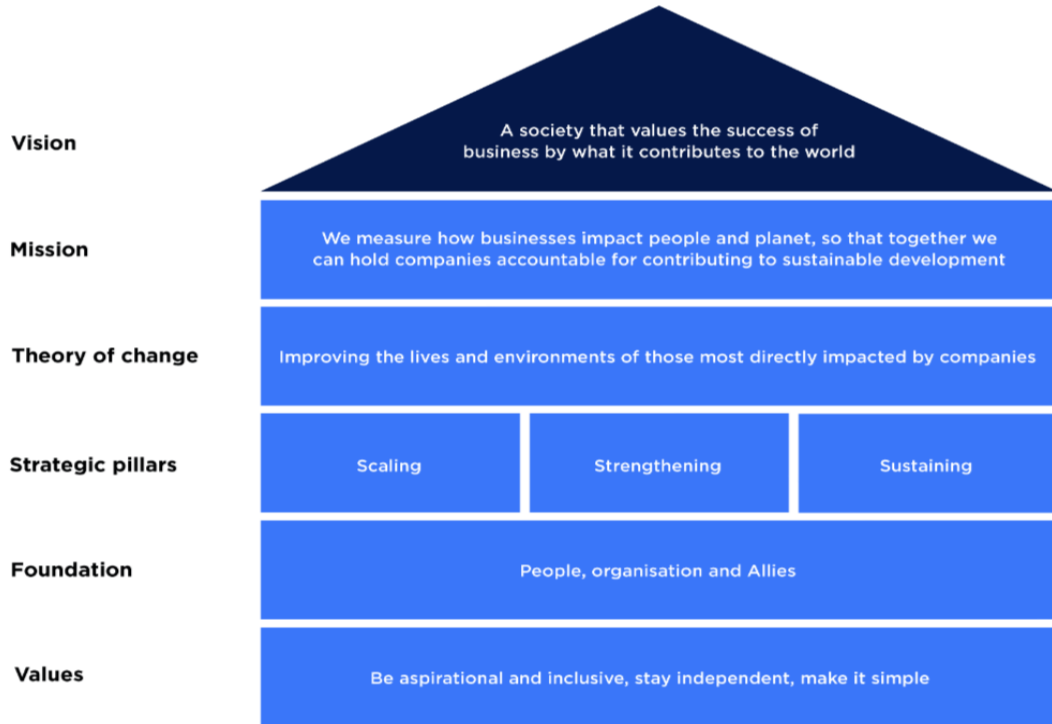 Vision
A society that values the success of
business by what it contributes to the world
Mission
We measure how businesses impact people and planet, so that together we
can hold companies accountable for contributing to sustainable development
Theory of change
Improving the lives and environments of those most directly impacted by companies
Strategic pillars
Scaling
Strengthening
Sustaining
Foundation
People, organisation and Allies
Values
Be aspirational and inclusive, stay independent, make it simple